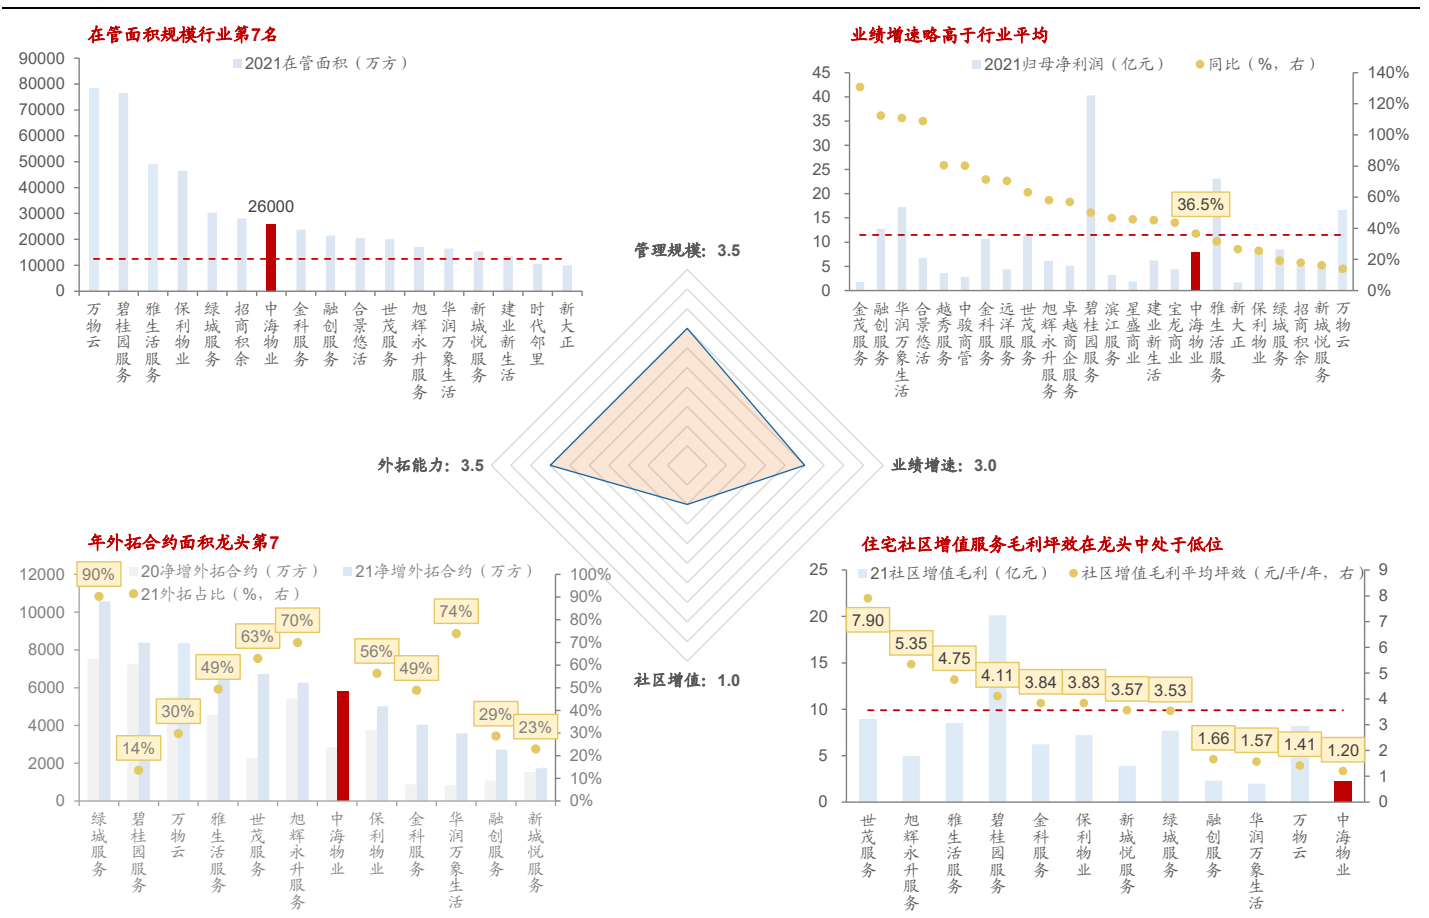 在管面积规模行业第7名
2021在管面积（万方）
90000
80000
70000
60000
50000
40000
30000
20000
10000
0
26000
万物云
碧桂园服务
雅生活服务
保利物业
绿城服务
招商积余
中海物业
金科服务
融创服务
合景悠活
世茂服务
旭辉永升服务
华润万象生活
新城悦服务
建业新生活
时代邻里
新大正
业绩增速略高于行业平均
2021归母净利润（亿元）
同比（%，右）
45
40
35
30
25
20
15
10
5
0
140%
120%
100%
80%
60%
40%
20%
0%
36.5%
金茂服务
融创服务
华润万象生活
合景悠活
越秀服务
中骏商管
金科服务
远洋服务
世茂服务
旭辉永升服务
卓越商企服务
碧桂园服务
滨江服务
星盛商业
建业新生活
宝龙商业
中海物业
雅生活服务
新大正
保利物业
绿城服务
招商积余
新城悦服务
万物云
管理规模：3.5
外拓能力：3.5
业绩增速：3.0
社区增值：1.0
年外拓合约面积龙头第7
20净增外拓合约（万方）
21净增外拓合约（万方）
21外拓占比（%，右）
12000
10000
8000
6000
4000
2000
0
100%
90%
80%
70%
60%
50%
40%
30%
20%
10%
0%
90%
14%
30%
49%
63%
70%
56%
49%
74%
29%
23%
绿城服务
碧桂园服务
万物云
雅生活服务
世茂服务
旭辉永升服务
中海物业
保利物业
金科服务
华润万象生活
融创服务
新城悦服务
住宅社区增值服务毛利坪效在龙头中处于低位
21社区增值毛利（亿元）
社区增值毛利平均坪效（元/平/年，右）
25
20
15
10
5
0
9
8
7
6
5
4
3
2
1
0
7.90
5.35
4.75
4.11
3.84
3.83
3.57
3.53
1.66
1.57
1.41
1.20
世茂服务
旭辉永升服务
雅生活服务
碧桂园服务
金科服务
保利物业
新城悦服务
绿城服务
融创服务
华润万象生活
万物云
中海物业